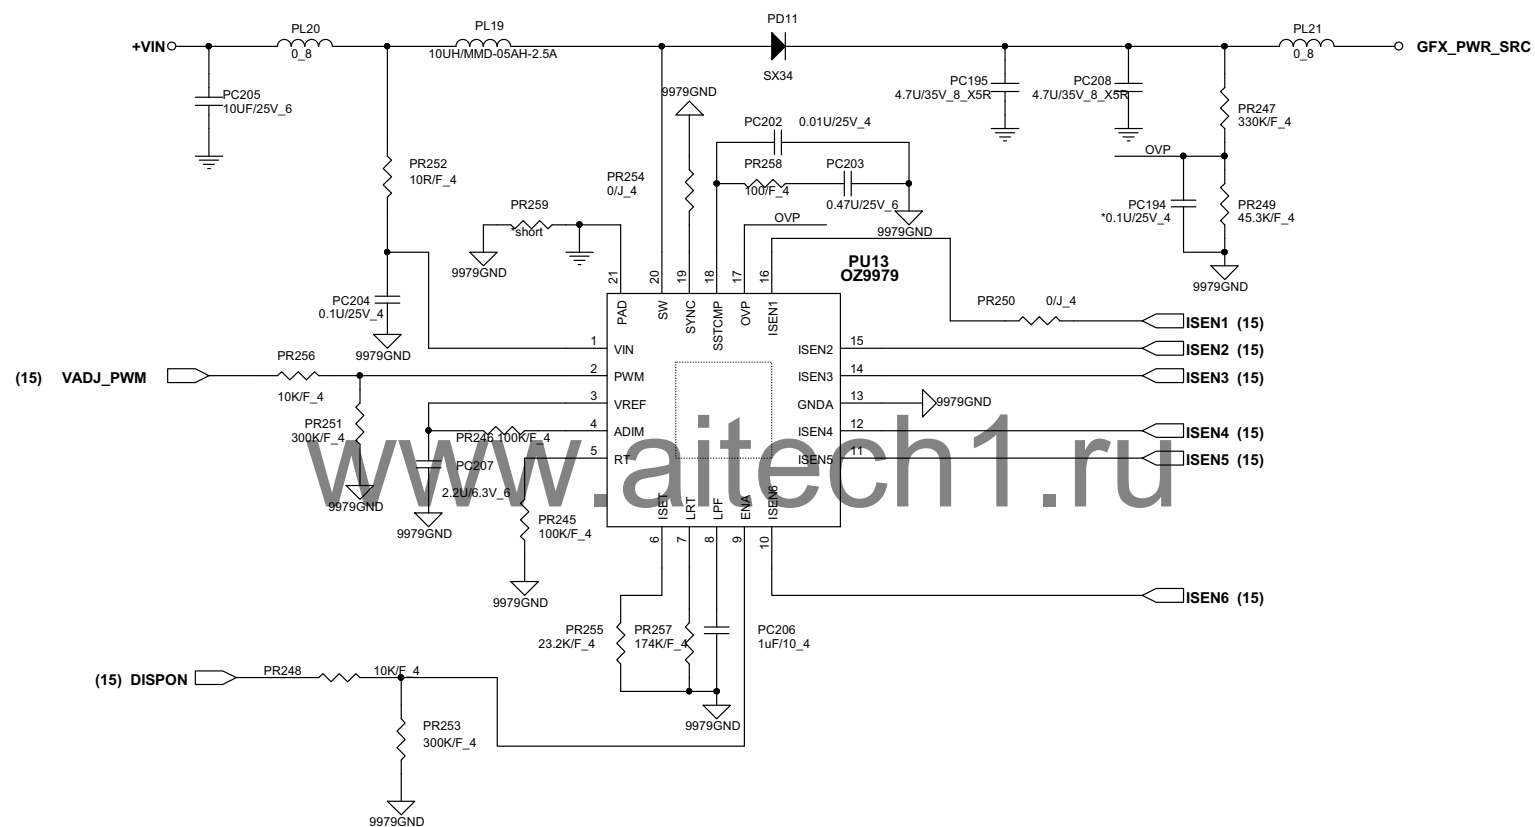 PD11
PL20
PL19
PL21
+VIN
0_8
10UH/MMD-05AH-2.5A
0_8
GFX_PWR_SRC
SX34
PC205
10UF/25V_6
9979GND
PC195
4.7U/35V_8_X5R
PC208
4.7U/35V_8_X5R
PR247
330K/F_4
PC202
0.01U/25V_4
OVP
PR252
10R/F_4
PR254
0/J_4
PR258
100/F_4
PC203
0.47U/25V_6
PC194
*0.1U/25V_4
PR249
45.3K/F_4
PR259
*short
OVP
9979GND
9979GND
PU13
OZ9979
21
20
19
18
17
16
9979GND
PC204
0.1U/25V_4
9979GND
PAD
SW
SYNC
SSTCMP
OVP
ISEN1
PR250
0/J_4
ISEN1 (15)
1
VIN
ISEN2
15
ISEN2 (15)
PR256
10K/F_4
(15) VADJ_PWM
2
PWM
ISEN3
14
ISEN3 (15)
3
VREF
GNDA
13
9979GND
PR251
300K/F_4
PR246 100K/F_4
4
ADIM
ISEN4
12
ISEN4 (15)
5
RT
ISEN5
11
ISEN5 (15)
www.aitech1.ru
PC207
2.2U/6.3V_6
9979GND
9979GND
ISET
LRT
LPF
ENA
ISEN6
PR245
100K/F_4
6
7
8
9
10
9979GND
ISEN6 (15)
PR255
23.2K/F_4
PR257
174K/F_4
PC206
1uF/10_4
(15) DISPON
PR248
10K/F_4
9979GND
PR253
300K/F_4
9979GND